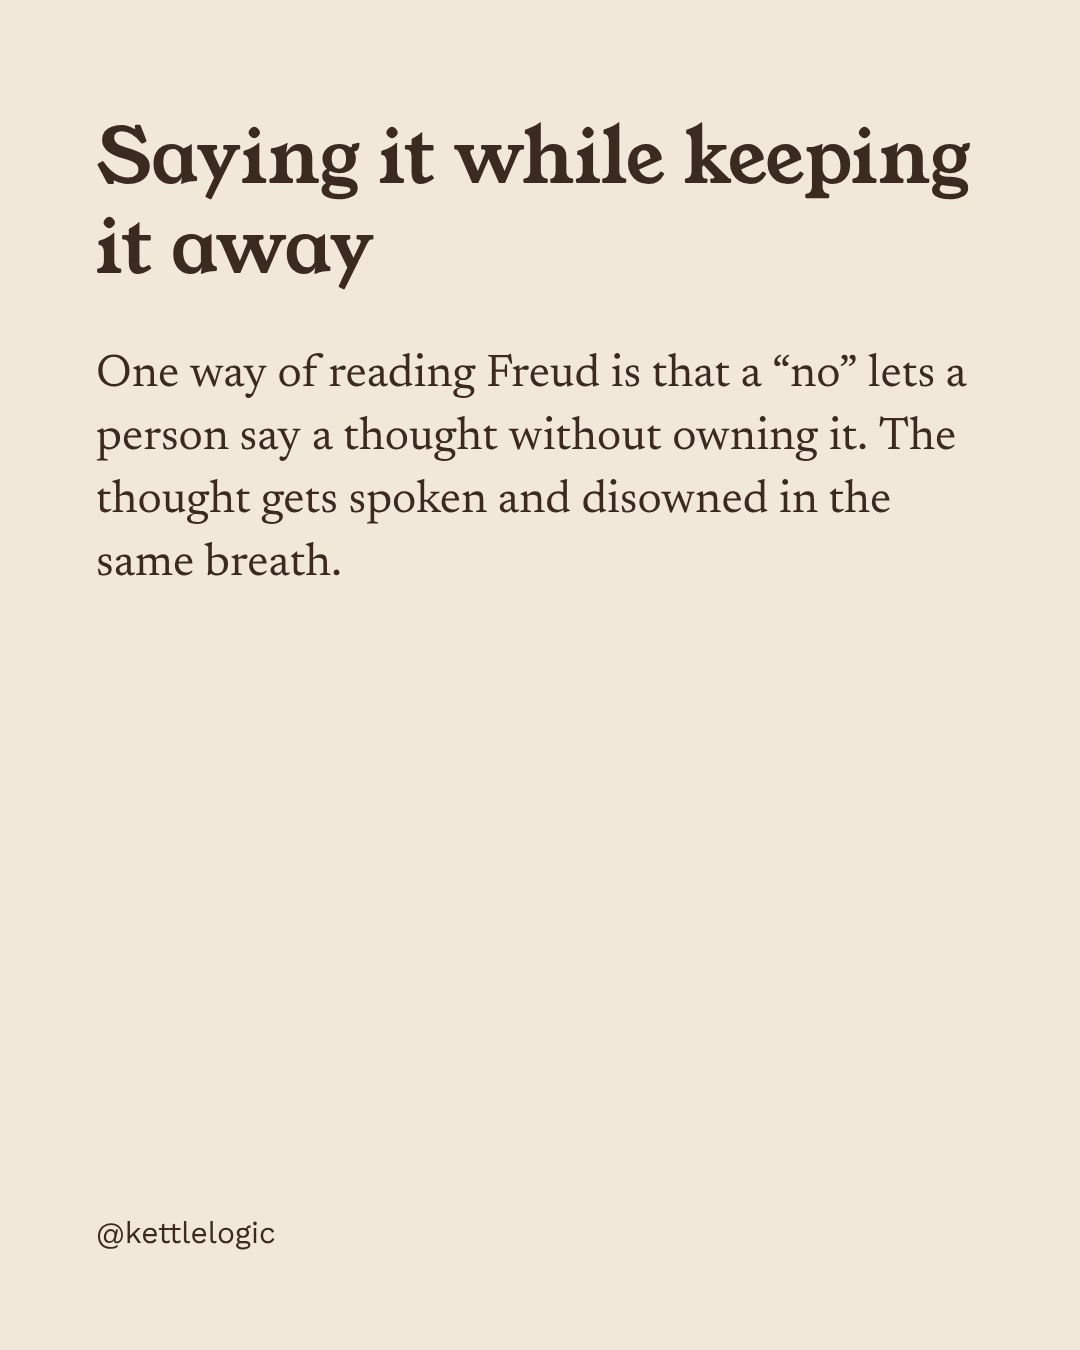 Saying it while keeping
it away
One way of reading Freud is that a “no” lets a
person say a thought without owning it. The
thought gets spoken and disowned in the
same breath.
@kettlelogic